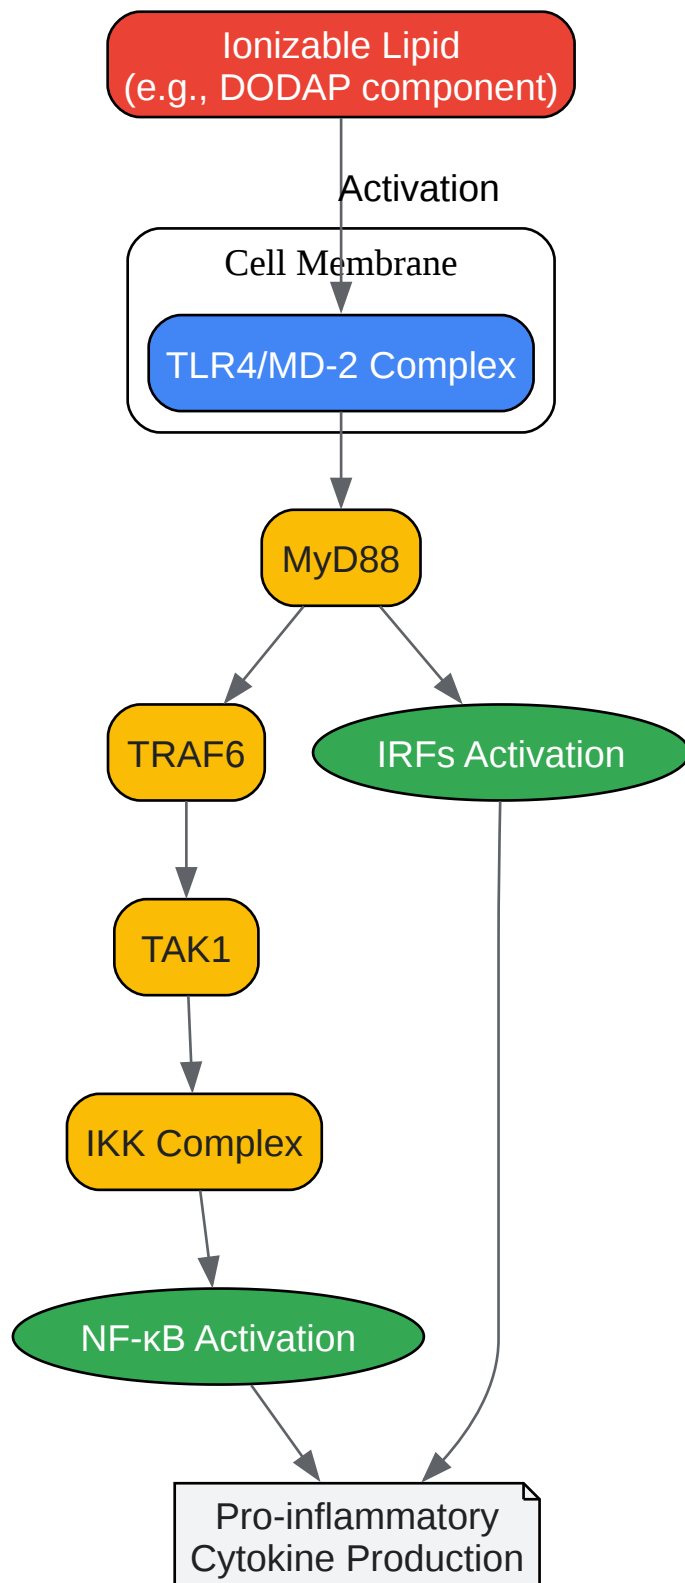 Ionizable Lipid
(e.g., DODAP component)
Activation
Cell Membrane
TLR4/MD-2 Complex
MyD88
TRAF6
IRFs Activation
TAK1
IKK Complex
NF-κB Activation
Pro-inflammatory
Cytokine Production